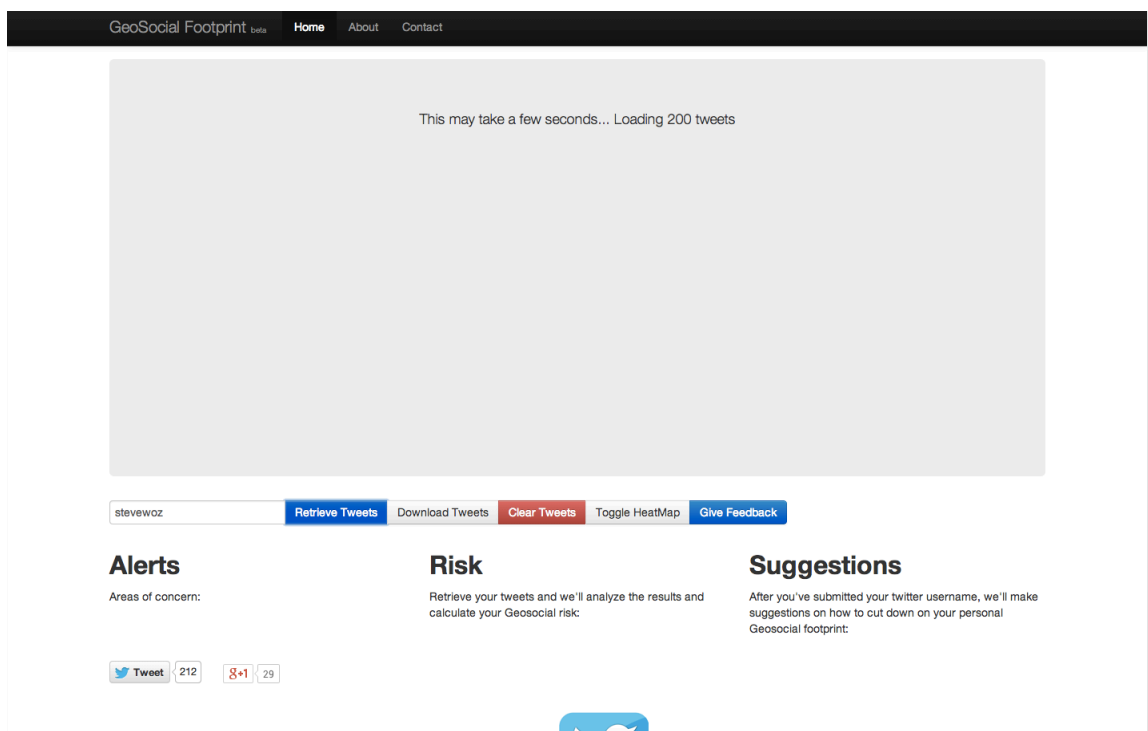 GeoSocial Footprint beta Home About Contact
This may take a few seconds... Loading 200 tweets
stevewoz Retrieve Tweets Download Tweets Clear Tweets Toggle HeatMap Give Feedback
Alerts
Areas of concern:
Risk
Retrieve your tweets and we'll analyze the results and
calculate your Geosocial risk:
Suggestions
After you've submitted your twitter username, we'll make
suggestions on how to cut down on your personal
Geosocial footprint:
Tweet 212 g+1 29